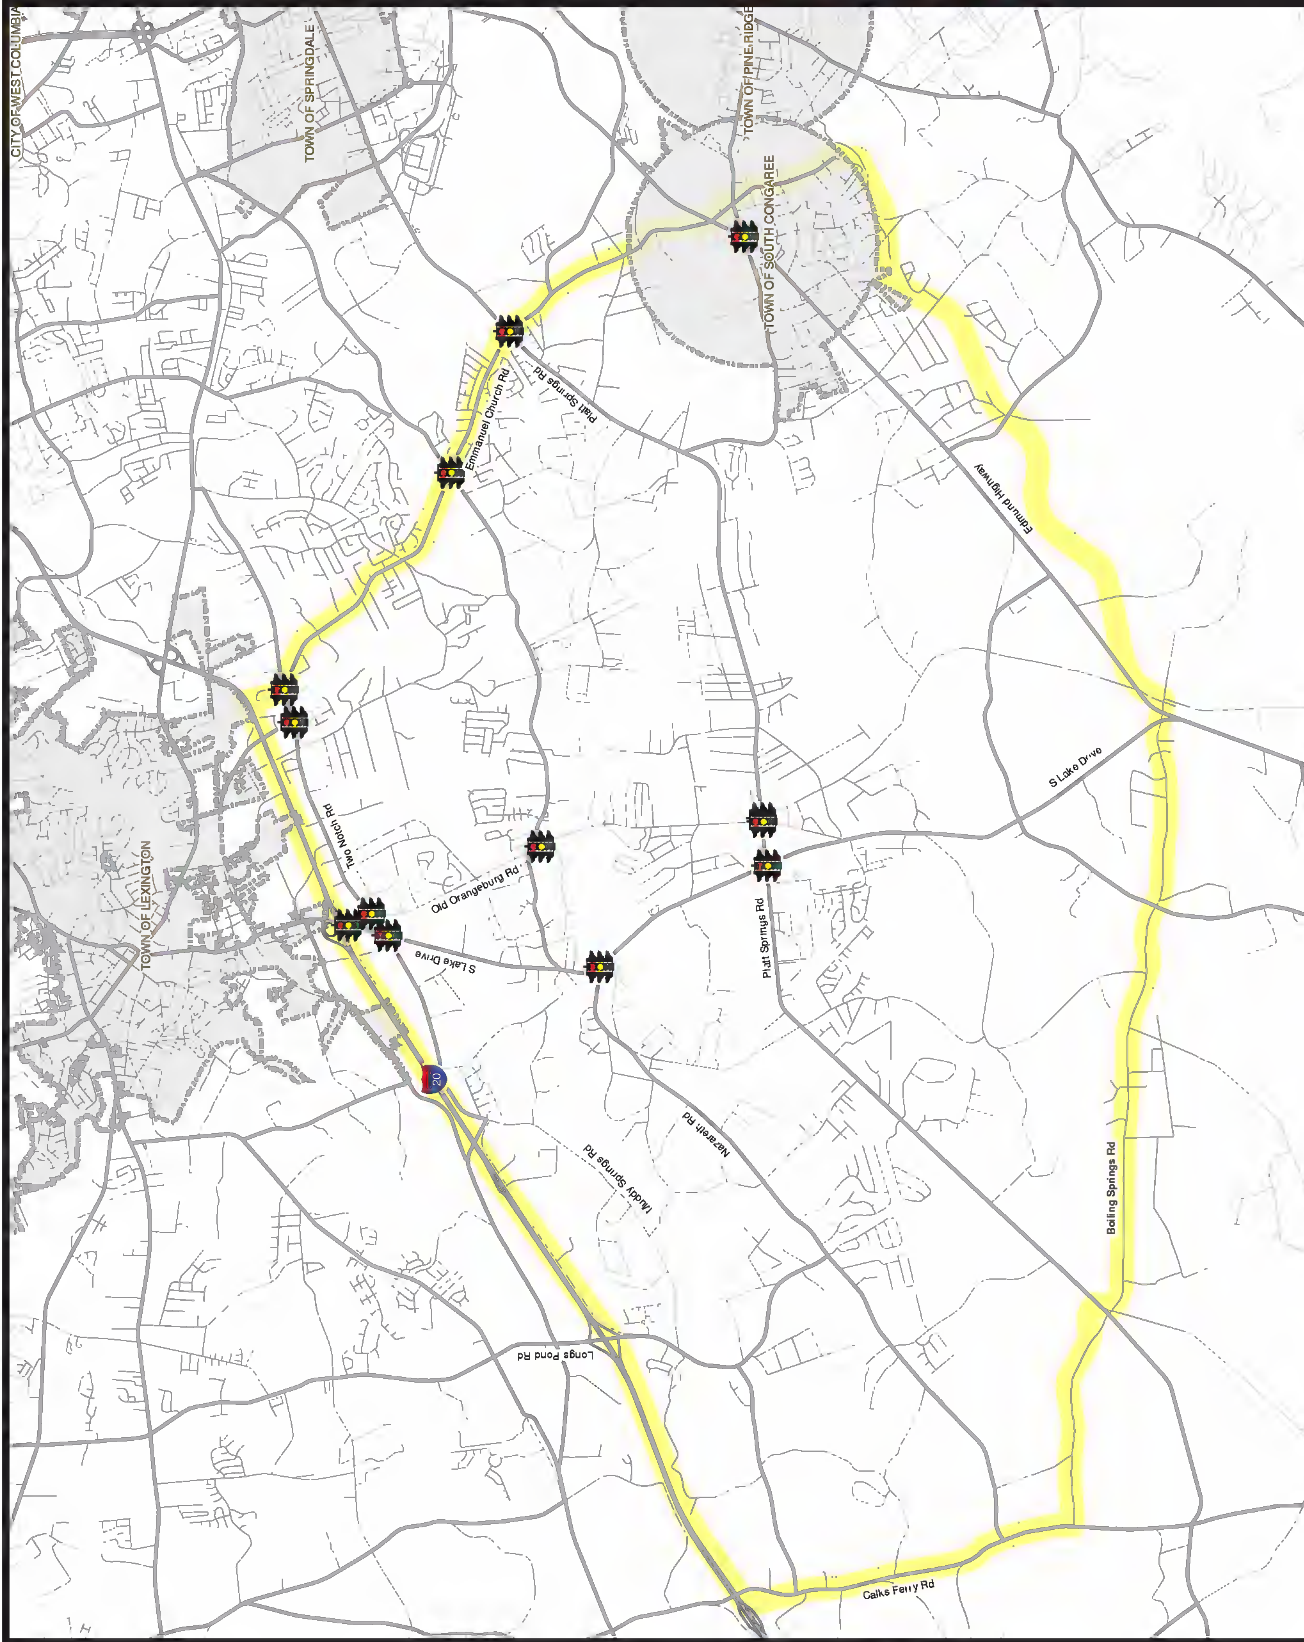 CITY OF WEST COLUMBIA
TOWN OF SPRINGDALE
TOWN OF PINE RIDGE
TOWN OF SOUTH CONGAREE
Emmanuel Church Rd
Platt Springs Rd
Edmund Highway
S Lake Drive
Two Notch Rd
TOWN OF LEXINGTON
Old Orangeburg Rd
S Lake Drive
Platt Springs Rd
20
Nazareth Rd
Muddy Springs Rd
Boiling Springs Rd
Longs Pond Rd
Calks Ferry Rd